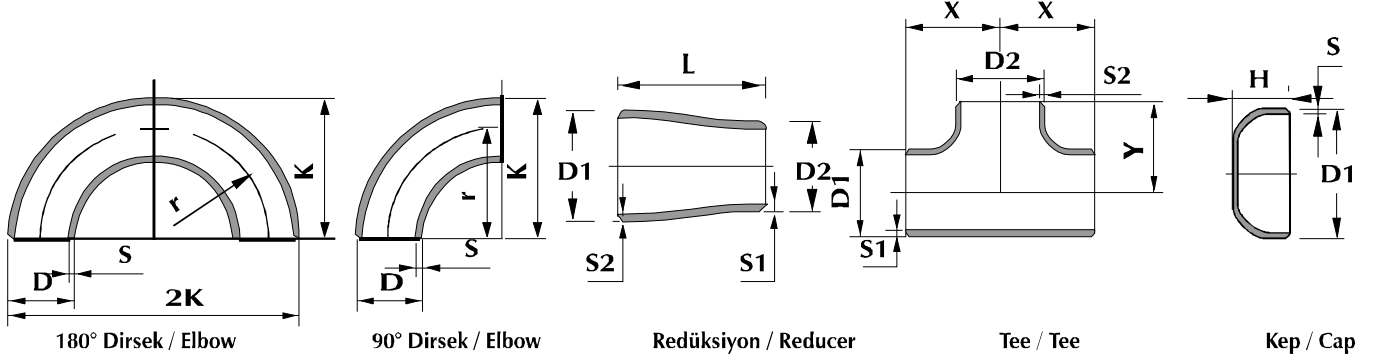 K
r
S
D
2K
180° Dirsek / Elbow
K
r
S
D
90° Dirsek / Elbow
L
D1
D2
S2
S1
Redüksiyon / Reducer
X X
D2
S2
Y
D1
S1
Tee / Tee
S
H
D1
Kep / Cap